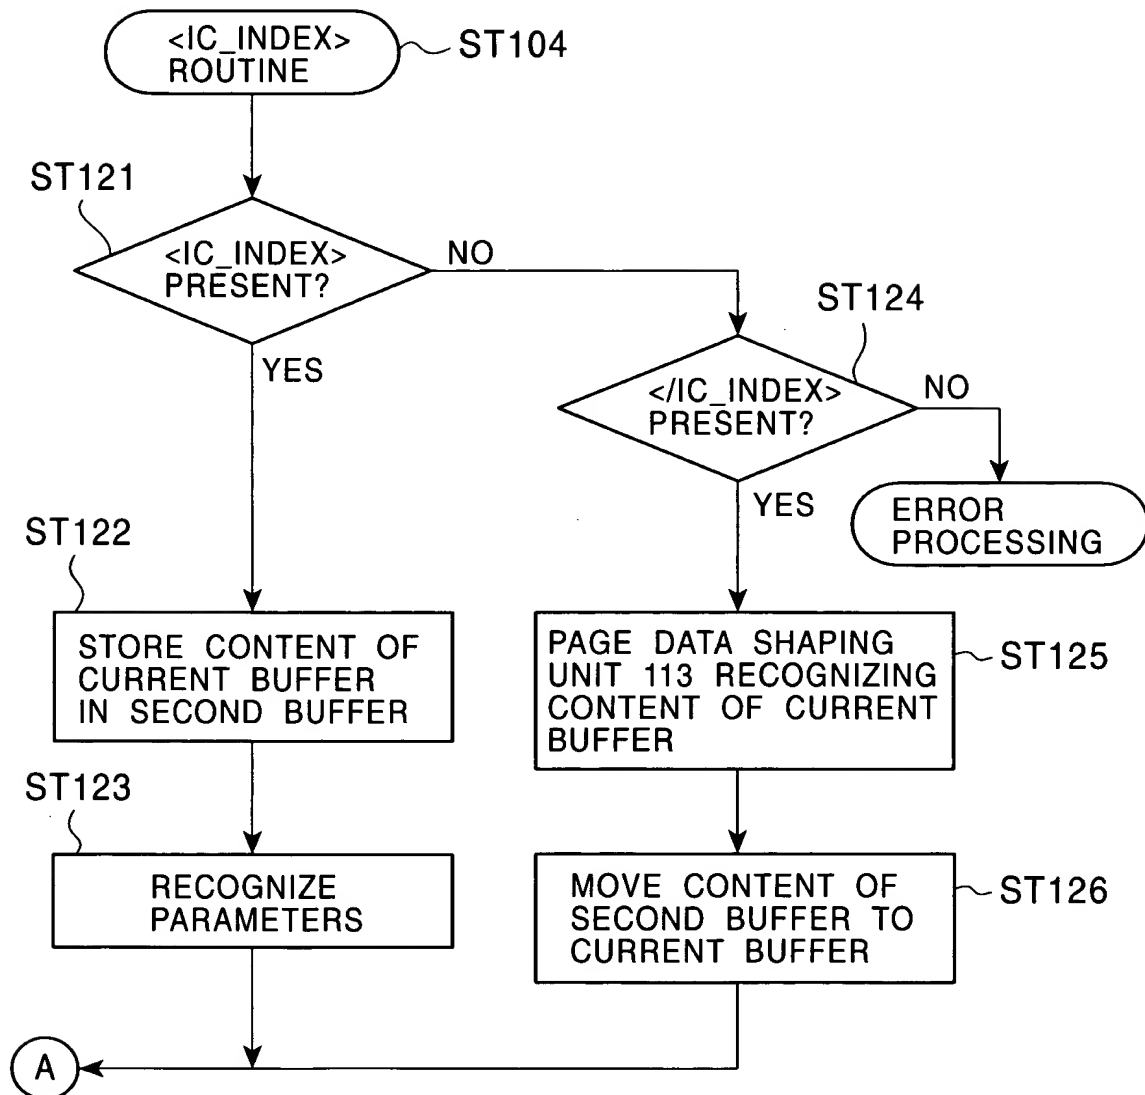 <IC_INDEX>
ROUTINE
ST104
ST121
<IC_INDEX>
PRESENT?
NO
YES
ST124
</IC_INDEX>
PRESENT?
NO
YES
ERROR
PROCESSING
ST122
STORE CONTENT OF
CURRENT BUFFER
IN SECOND BUFFER
PAGE DATA SHAPING
UNIT 113 RECOGNIZING
CONTENT OF CURRENT
BUFFER
ST125
ST123
RECOGNIZE
PARAMETERS
MOVE CONTENT OF
SECOND BUFFER TO
CURRENT BUFFER
ST126
A